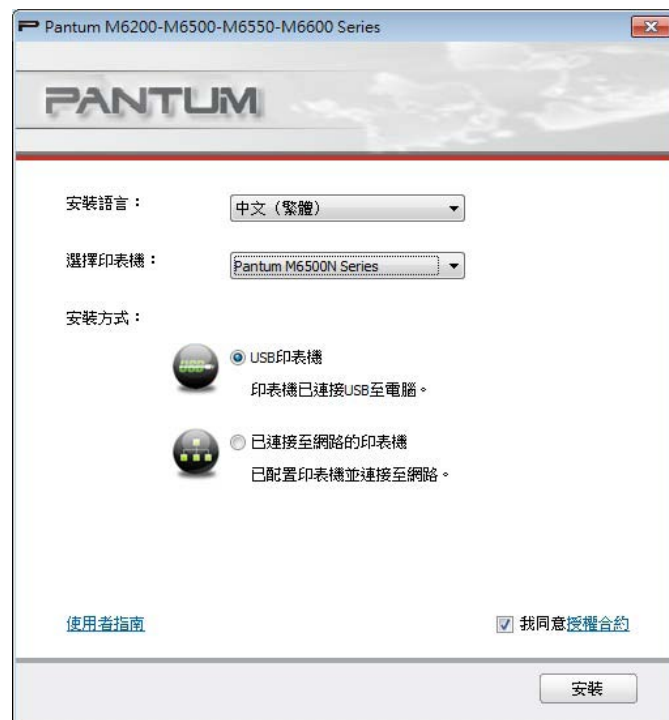 Pantum M6200-M6500-M6550-M6600 Series
PANTUM
安裝語言：
中文（繁體）
選擇印表機：
Pantum M6500N Series
安裝方式：
USB
USB印表機
印表機已連接USB至電腦。
已連接至網路的印表機
已配置印表機並連接至網路。
使用者指南
我同意授權合約
安裝